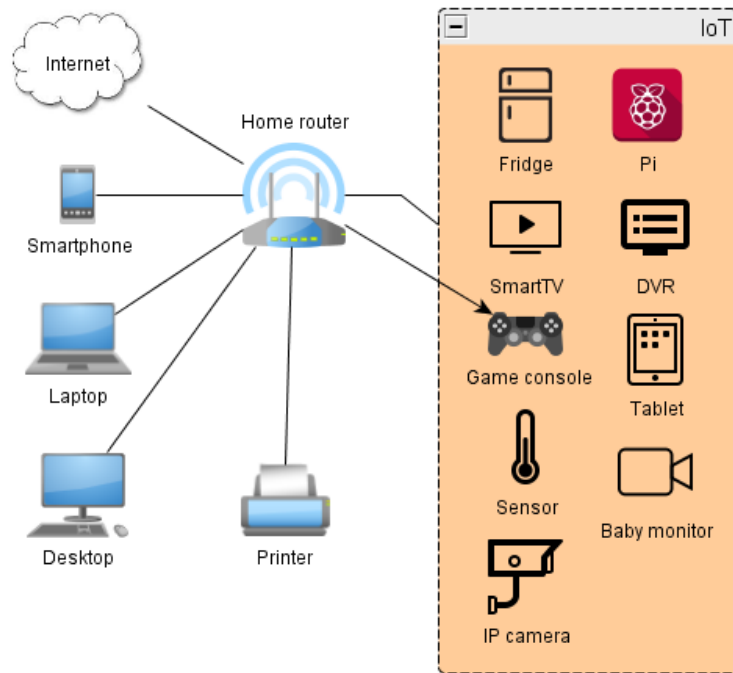 IoT
Internet
Home router
Fridge
Pi
Smartphone
SmartTV
DVR
Laptop
Game console
Tablet
Sensor
Baby monitor
Desktop
Printer
IP camera